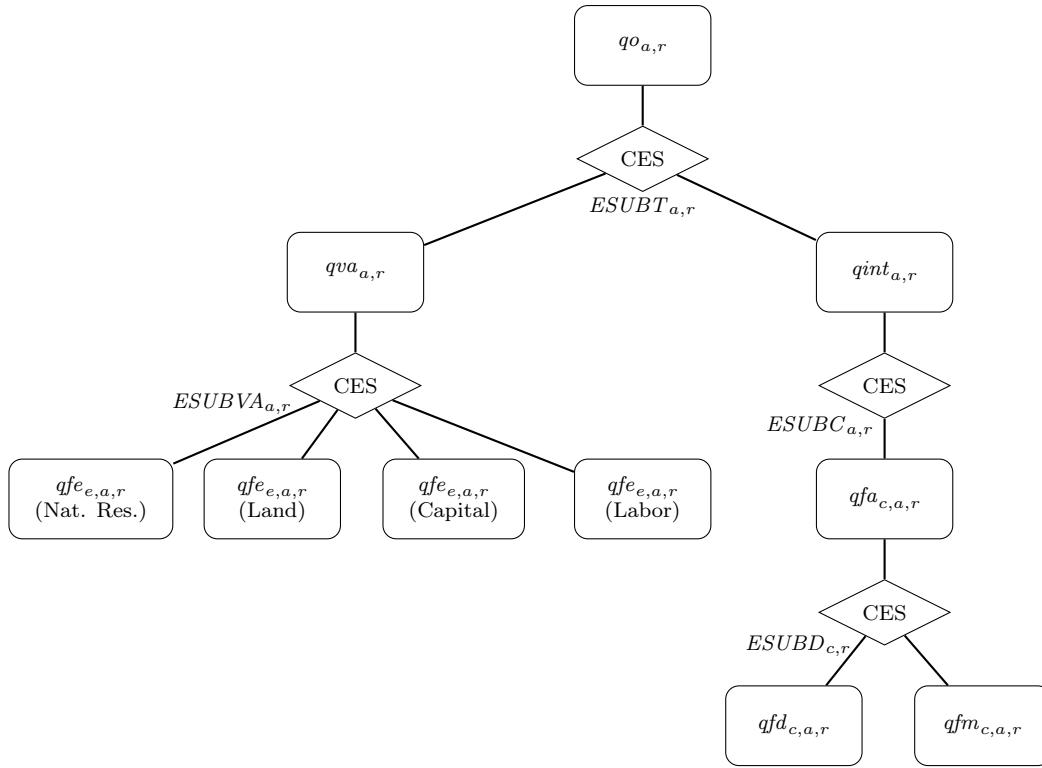 qo_{a,r}
CES
ESUBT_{a,r}
qva_{a,r}
qint_{a,r}
CES
CES
ESUBVA_{a,r}
ESUBC_{a,r}
qfe_{e,a,r}
(Nat. Res.)
qfe_{e,a,r}
(Land)
qfe_{e,a,r}
(Capital)
qfe_{e,a,r}
(Labor)
qfa_{c,a,r}
CES
ESUBD_{c,r}
qfd_{c,a,r}
qfm_{c,a,r}